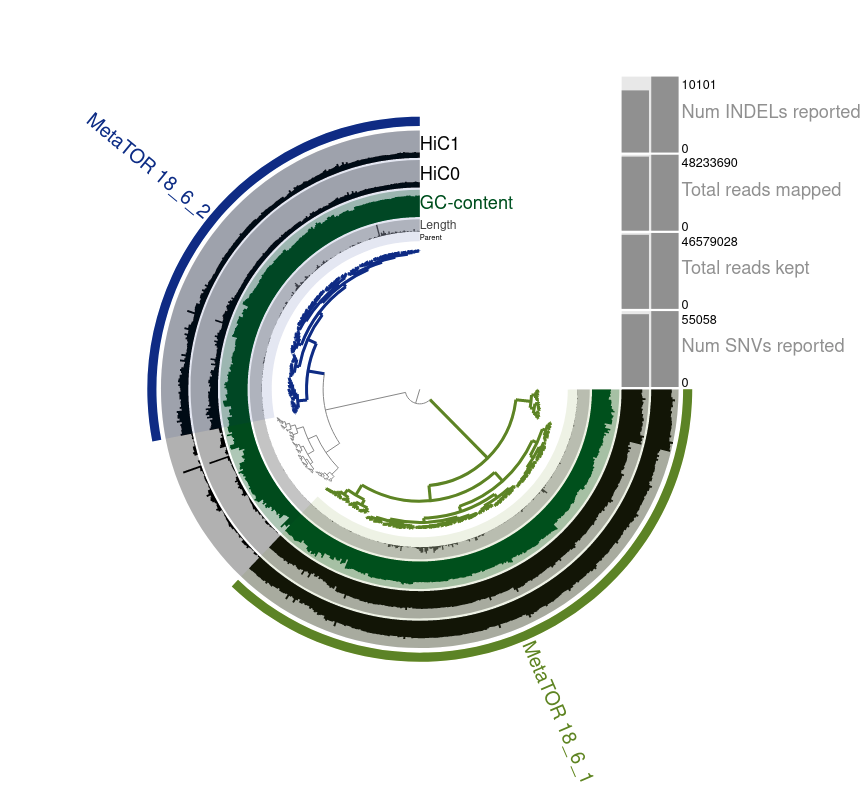 10101
Num INDELs reported
0
48233690
Total reads mapped
0
46579028
Total reads kept
0
55058
Num SNVs reported
0
MetaTOR 18_6_2
HiC1
HiC0
GC-content
Length
Parent
MetaTOR 18_6_1